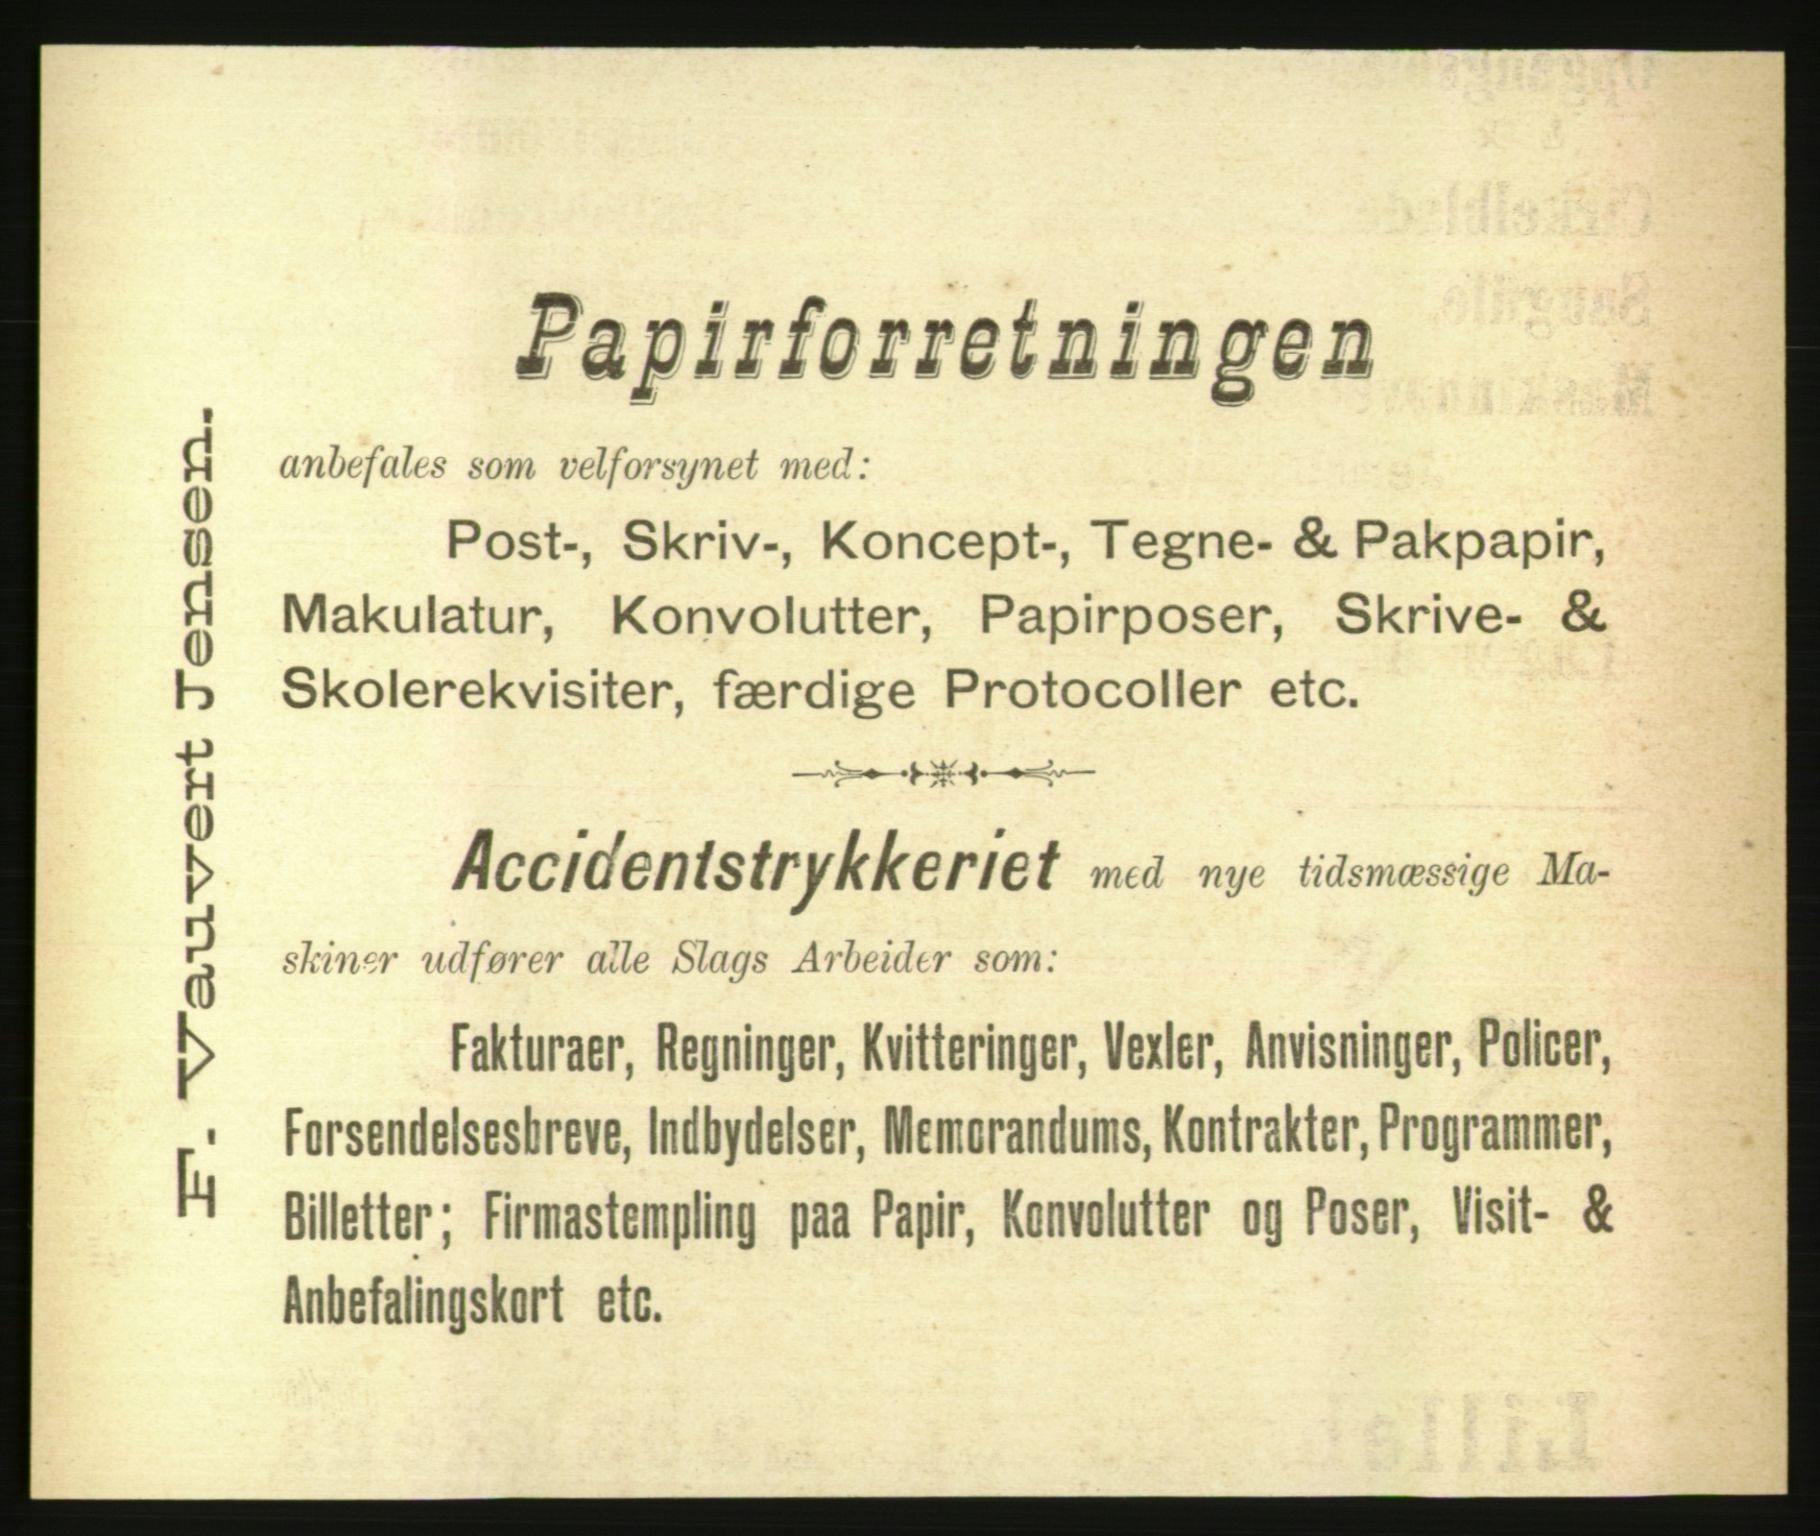 F. Vauvert Jensen.
Papirforretningen
anbefales som velforsynet med:
Post-, Skriv-, Koncept-, Tegne- & Pakpapir,
Makulatur, Konvolutter, Papirposer, Skrive- &
Skolerekvisiter, færdige Protocoller etc.
Accidentstrykkeriet med nye tidsmæssige Ma-
skiner udfører alle Slags Arbeider som:
Fakturaer, Regninger, Kvitteringer, Vexler, Anvisninger, Policer,
Forsendelsesbreve, Indbydelser, Memorandums, Kontrakter, Programmer,
Billetter; Firmastempling paa Papir, Konvolutter og Poser, Visit- &
Anbefalingskort etc.